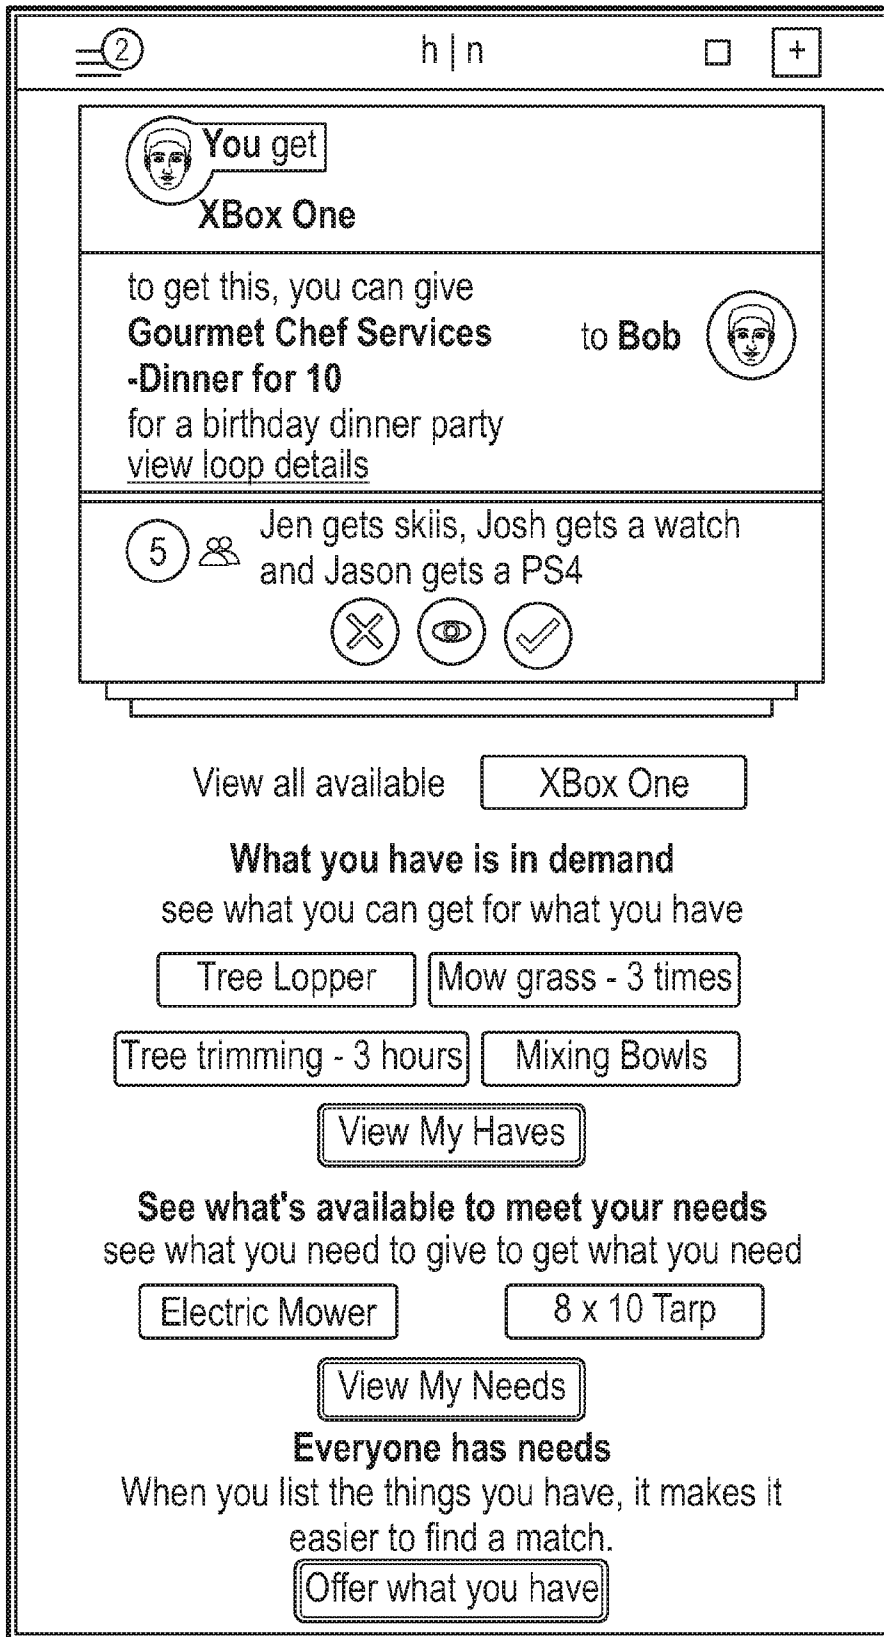 2
h | n
+
You get
XBox One
to get this, you can give
Gourmet Chef Services
-Dinner for 10
to Bob
for a birthday dinner party
view loop details
5
Jen gets skiis, Josh gets a watch
and Jason gets a PS4
View all available XBox One
What you have is in demand
see what you can get for what you have
Tree Lopper Mow grass - 3 times
Tree trimming - 3 hours Mixing Bowls
View My Haves
See what's available to meet your needs
see what you need to give to get what you need
Electric Mower 8 x 10 Tarp
View My Needs
Everyone has needs
When you list the things you have, it makes it
easier to find a match.
Offer what you have